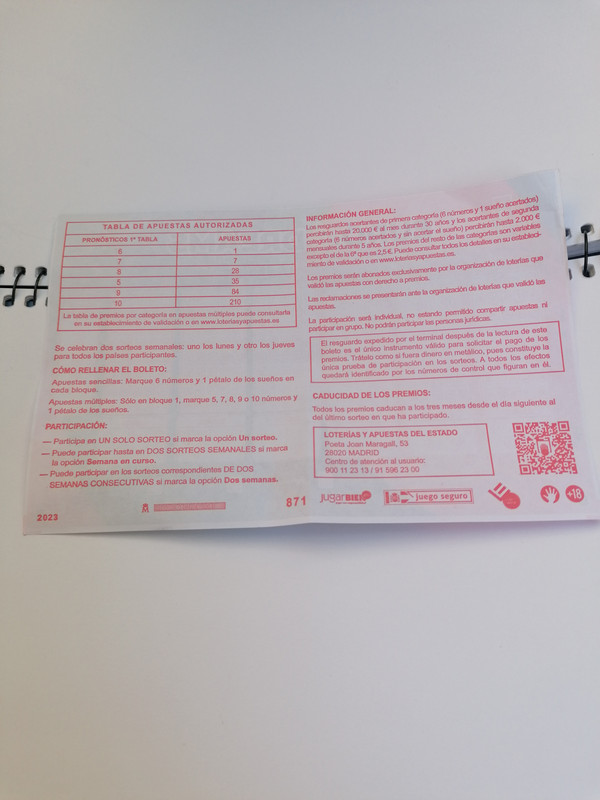 TABLA DE APUESTAS AUTORIZADAS
PRONÓSTICOS 1ª TABLA APUESTAS
6 1
7 7
8 28
5 35
9 84
10 210
La tabla de premios por categoría en apuestas múltiples puede consultarla
en su establecimiento de validación o en www.loteriasyapuestas.es
Se celebran dos sorteos semanales: uno los lunes y otro los jueves
para todos los países participantes.
CÓMO RELLENAR EL BOLETO:
Apuestas sencillas: Marque 6 números y 1 pétalo de los sueños en
cada bloque.
Apuestas múltiples: Sólo en bloque 1, marque 5, 7, 8, 9 o 10 números y
1 pétalo de los sueños.
PARTICIPACIÓN:
— Participa en UN SOLO SORTEO si marca la opción Un sorteo.
— Puede participar hasta en DOS SORTEOS SEMANALES si marca
la opción Semana en curso.
— Puede participar en los sorteos correspondientes DE DOS
SEMANAS CONSECUTIVAS si marca la opción Dos semanas.
2023
871
INFORMACIÓN GENERAL:
Los resguardos acertantes de primera categoría (6 números y 1 sueño acertados)
percibirán hasta 20.000 € al mes durante 30 años y los acertantes de segunda
categoría (6 números acertados y sin acertar el sueño) percibirán hasta 2.000 €
mensuales durante 5 años. Los premios del resto de las categorías son variables
excepto el de la 6ª que es 2,5 €. Puede consultar todos los detalles en su estableci-
miento de validación o en www.loteriasyapuestas.es.
Los premios serán abonados exclusivamente por la organización de loterías que
validó las apuestas con derecho a premios.
Las reclamaciones se presentarán ante la organización de loterías que validó las
apuestas.
La participación será individual, no estando permitido compartir apuestas ni
participar en grupo. No podrán participar las personas jurídicas.
El resguardo expedido por el terminal después de la lectura de este
boleto es el único instrumento válido para solicitar el pago de los
premios. Trátelo como si fuera dinero en metálico, pues constituye la
única prueba de participación en los sorteos. A todos los efectos
quedará identificado por los números de control que figuran en él.
CADUCIDAD DE LOS PREMIOS:
Todos los premios caducan a los tres meses desde el día siguiente al
del último sorteo en que ha participado.
LOTERÍAS Y APUESTAS DEL ESTADO
Poeta Joan Maragall, 53
28020 MADRID
Centro de atención al usuario:
900 11 23 13 / 91 596 23 00
jugarBIEN
juego seguro
+18